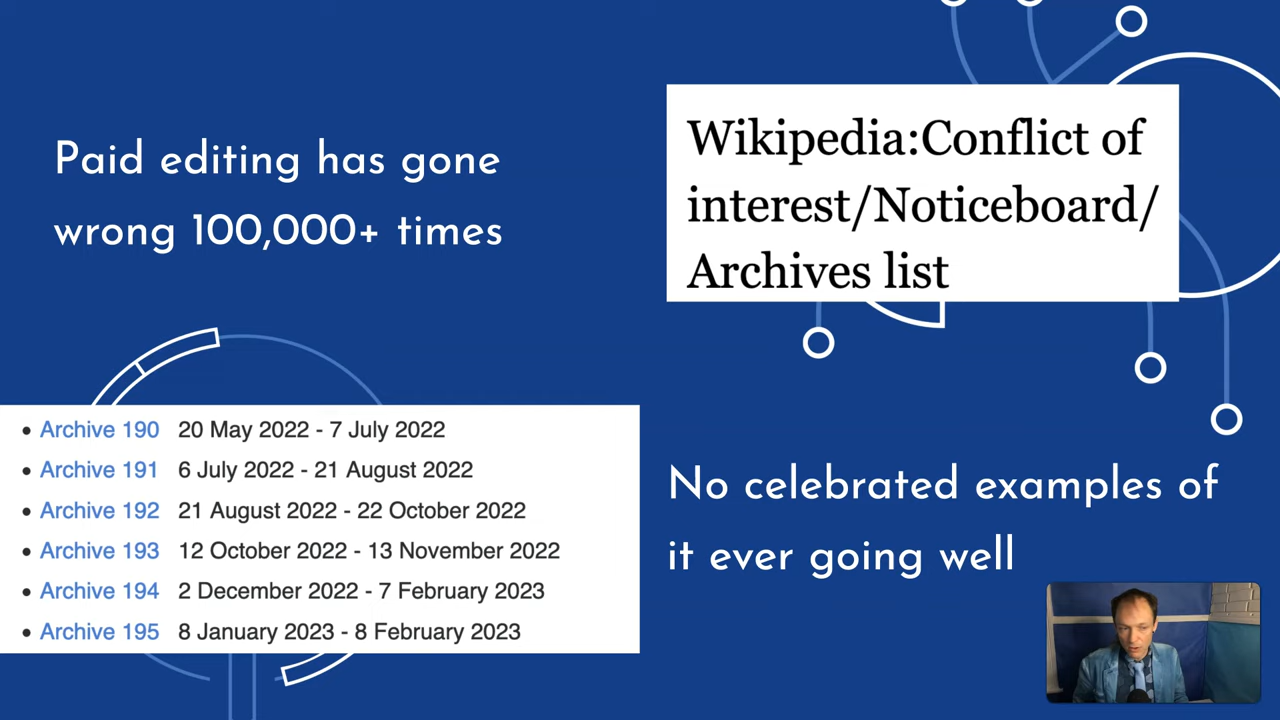 Paid editing has gone
wrong 100,000+ times
Wikipedia:Conflict of
interest/Noticeboard/
Archives list
• Archive 190 20 May 2022 - 7 July 2022
• Archive 191 6 July 2022 - 21 August 2022
• Archive 192 21 August 2022 - 22 October 2022
• Archive 193 12 October 2022 - 13 November 2022
• Archive 194 2 December 2022 - 7 February 2023
• Archive 195 8 January 2023 - 8 February 2023
No celebrated examples of
it ever going well